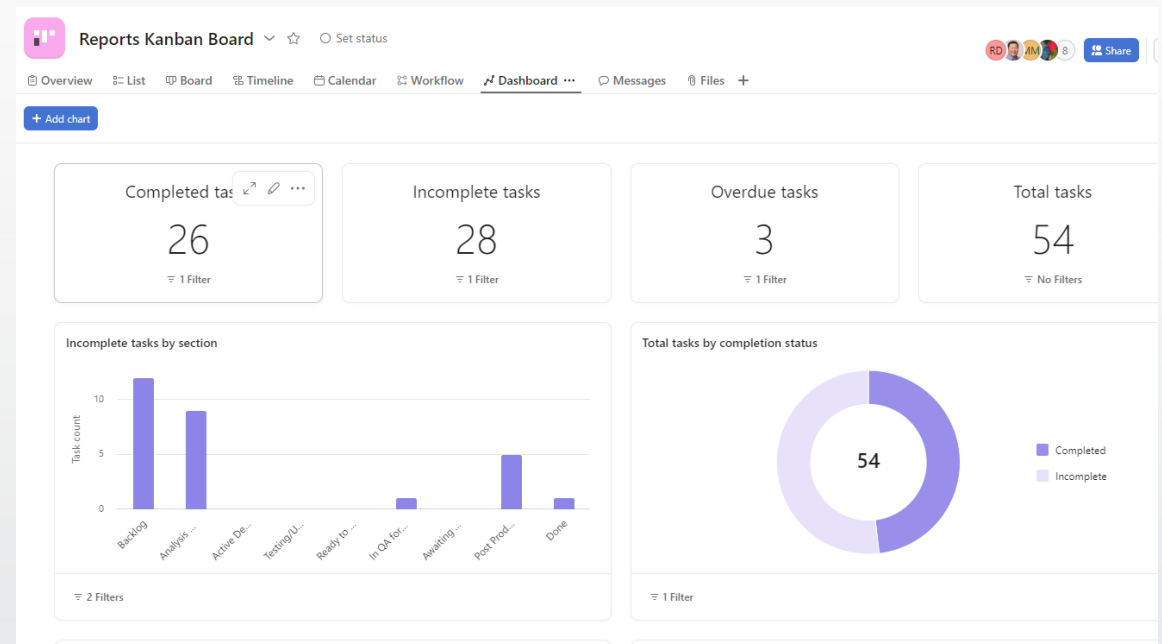 Reports Kanban Board
Set status
RD
MM
8
Share
Overview
List
Board
Timeline
Calendar
Workflow
Dashboard
Messages
Files
+ Add chart
Completed tas
26
1 Filter
Incomplete tasks
28
1 Filter
Overdue tasks
3
1 Filter
Total tasks
54
No Filters
Incomplete tasks by section
Task count
10
5
0
Backlog
Analysis ...
Active De...
Testing/U...
Ready to ...
In QA for...
Awaiting ...
Post Prod...
Done
2 Filters
Total tasks by completion status
54
Completed
Incomplete
1 Filter